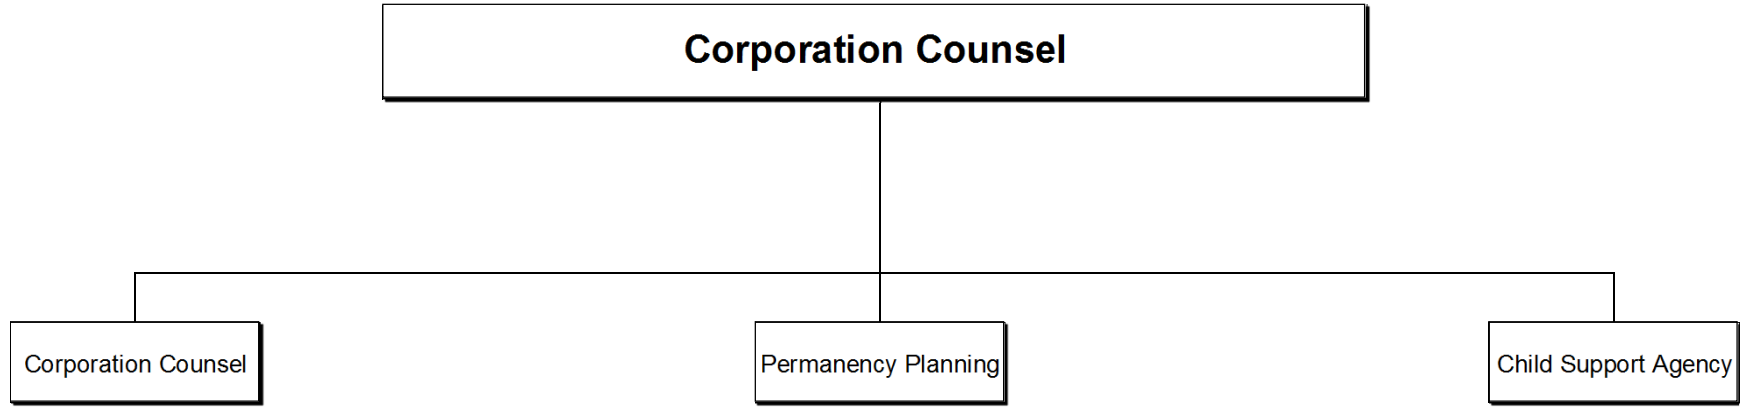 Corporation Counsel
Corporation Counsel
Permanency Planning
Child Support Agency